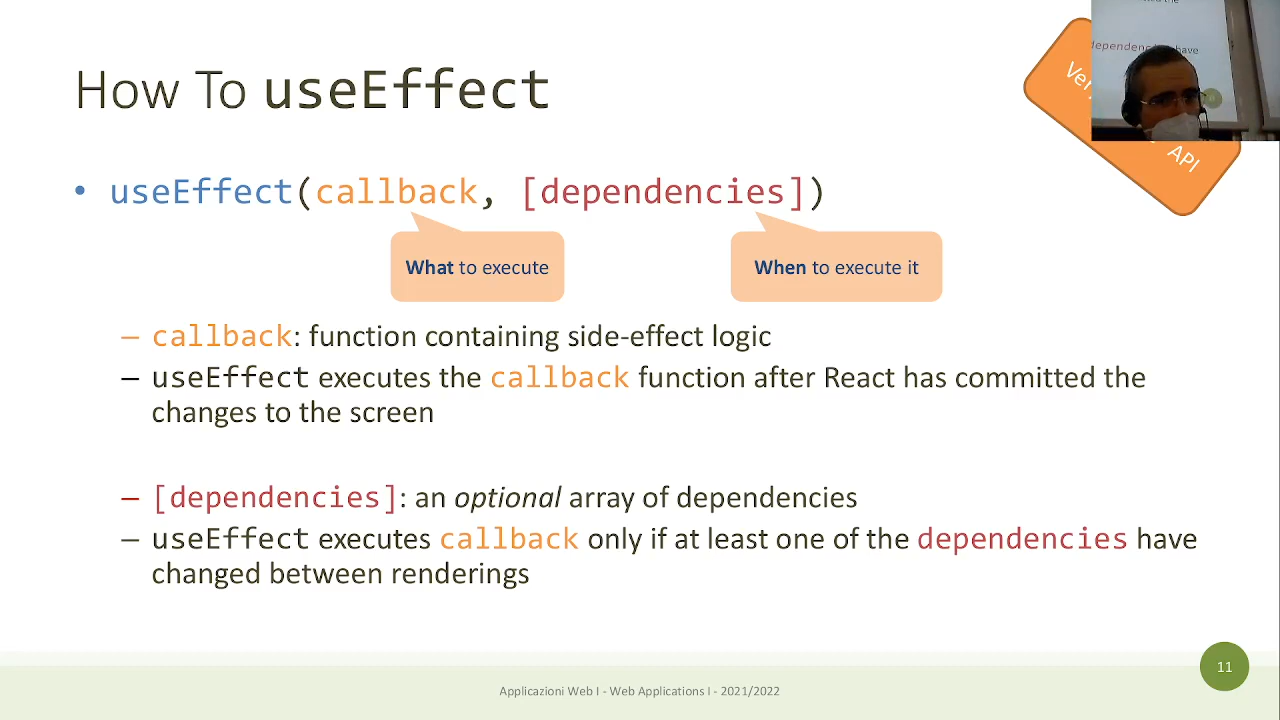 How To useEffect
API
• useEffect(callback, [dependencies])
What to execute
When to execute it
– callback: function containing side-effect logic
– useEffect executes the callback function after React has committed the
changes to the screen
– [dependencies]: an optional array of dependencies
– useEffect executes callback only if at least one of the dependencies have
changed between renderings
11
Applicazioni Web I - Web Applications I - 2021/2022